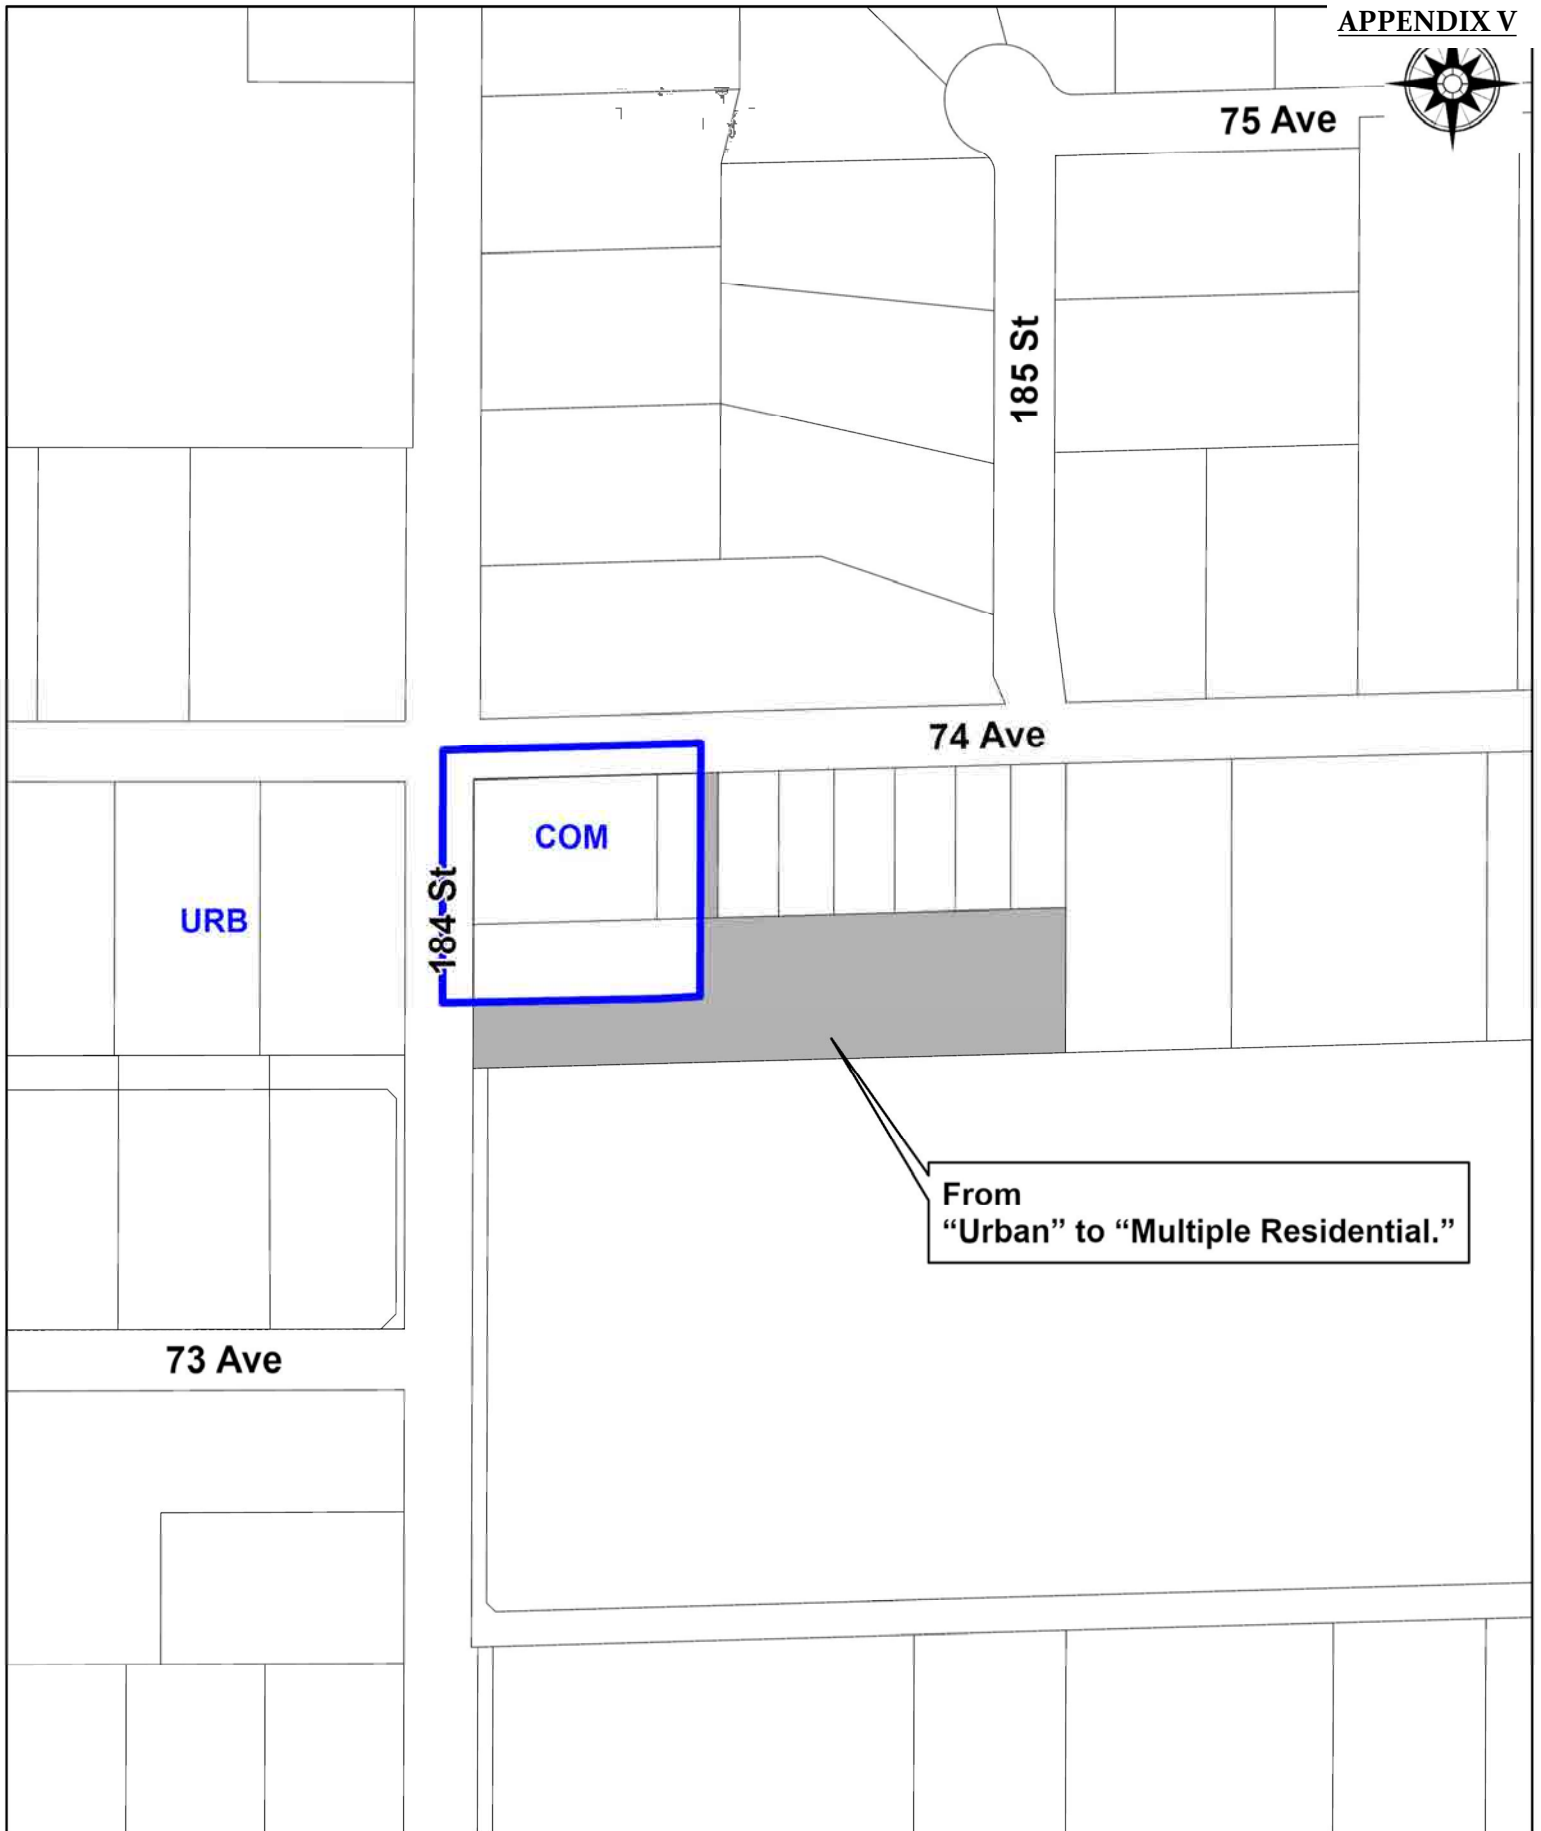 APPENDIX V
75 Ave
185 St
74 Ave
COM
184 St
URB
From
“Urban” to “Multiple Residential.”
73 Ave